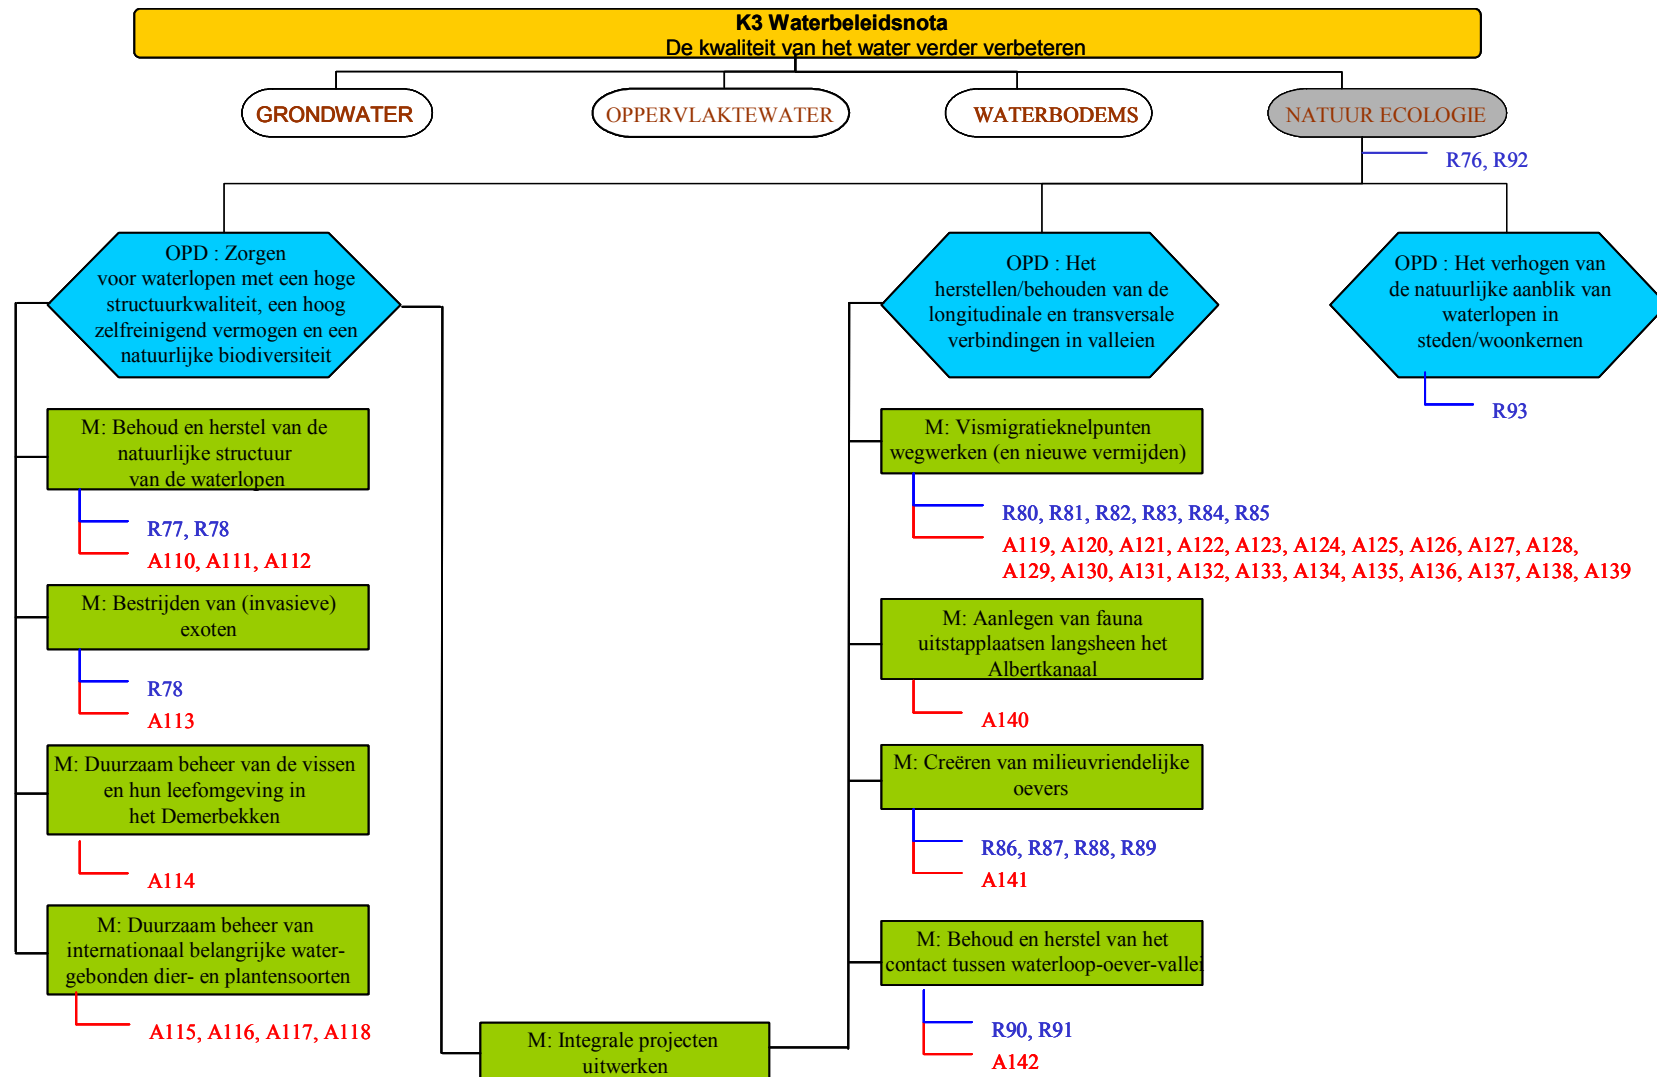 K3 Waterbeleidsnota
De kwaliteit van het water verder verbeteren
GRONDWATER
OPPERVLAKTEWATER
WATERBODEMS
NATUUR ECOLOGIE
R76, R92
OPD : Zorgen
voor waterlopen met een hoge
structuurkwaliteit, een hoog
zelfreinigend vermogen en een
natuurlijke biodiversiteit
OPD : Het
herstellen/behouden van de
longitudinale en transversale
verbindingen in valleien
OPD : Het verhogen van
de natuurlijke aanblik van
waterlopen in
steden/woonkernen
R93
M: Behoud en herstel van de
natuurlijke structuur
van de waterlopen
R77, R78
A110, A111, A112
M: Bestrijden van (invasieve)
exoten
R78
A113
M: Duurzaam beheer van de vissen
en hun leefomgeving in
het Demerbekken
A114
M: Duurzaam beheer van
internationaal belangrijke water-
gebonden dier- en plantensoorten
A115, A116, A117, A118
M: Integrale projecten
uitwerken
M: Vismigratieknelpunten
wegwerken (en nieuwe vermijden)
R80, R81, R82, R83, R84, R85
A119, A120, A121, A122, A123, A124, A125, A126, A127, A128,
A129, A130, A131, A132, A133, A134, A135, A136, A137, A138, A139
M: Aanlegen van fauna
uitstapplaatsen langsheen het
Albertkanaal
A140
M: Creëren van milieuvriendelijke
oevers
R86, R87, R88, R89
A141
M: Behoud en herstel van het
contact tussen waterloop-oever-vallei
R90, R91
A142